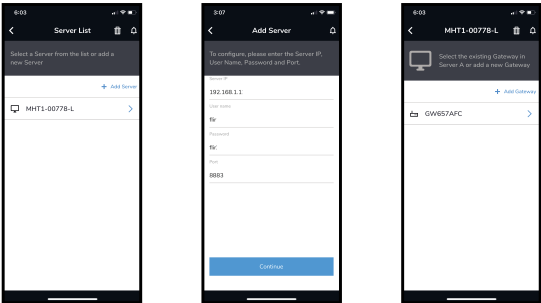 6:03
Server List
Select a Server from the list or add a
new Server
+ Add Server
MHT1-00778-L
3:07
Add Server
To configure, please enter the Server IP,
User Name, Password and Port.
Server IP
192.168.1.1
User name
flir
Password
flir!
Port
8883
Continue
6:03
MHT1-00778-L
Select the existing Gateway in
Server A or add a new Gateway
+ Add Gateway
GW657AFC